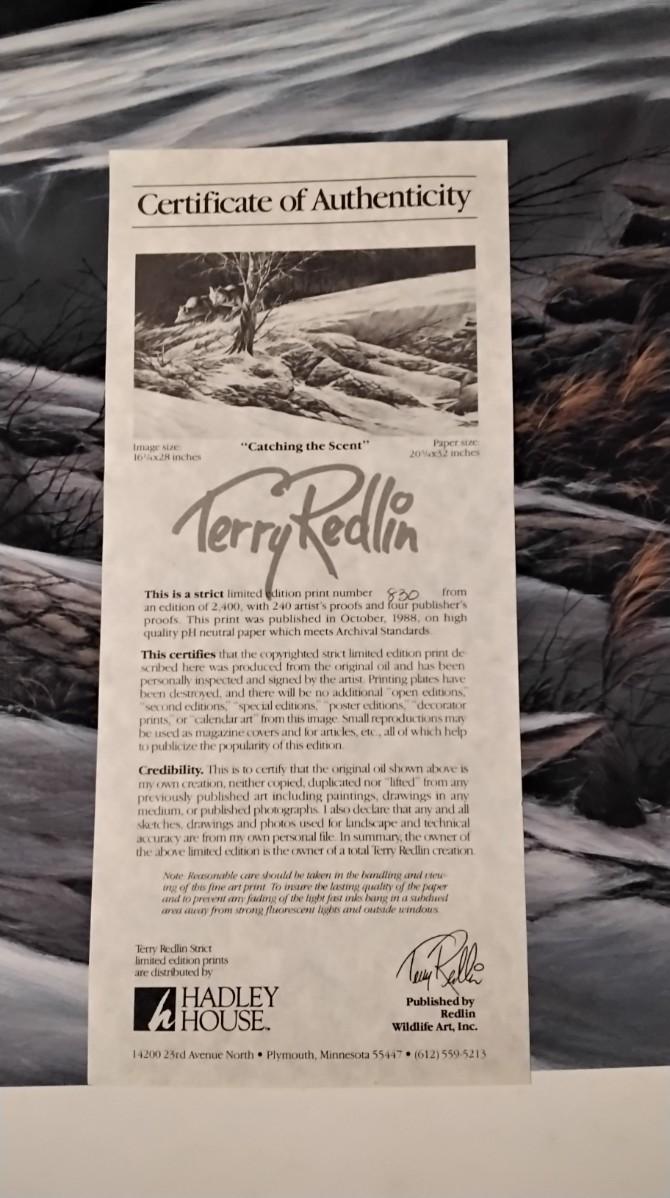 Certificate of Authenticity
Image size: "Catching the Scent" Paper size:
16¼x28 inches 20¾x32 inches
Terry Redlin
This is a strict limited edition print number 830 from
an edition of 2,400, with 240 artist's proofs and four publisher's
proofs. This print was published in October, 1988, on high
quality pH neutral paper which meets Archival Standards.
This certifies that the copyrighted strict limited edition print de-
scribed here was produced from the original oil and has been
personally inspected and signed by the artist. Printing plates have
been destroyed, and there will be no additional "open editions,"
"second editions," "special editions," "poster editions," "decorator
prints," or "calendar art" from this image. Small reproductions may
be used as magazine covers and for articles, etc., all of which help
to publicize the popularity of this edition.
Credibility. This is to certify that the original oil shown above is
my own creation, neither copied, duplicated nor "lifted" from any
previously published art including paintings, drawings in any
medium, or published photographs. I also declare that any and all
sketches, drawings and photos used for landscape and technical
accuracy are from my own personal file. In summary, the owner of
the above limited edition is the owner of a total Terry Redlin creation.
Note: Reasonable care should be taken in the handling and view-
ing of this fine art print. To insure the lasting quality of the paper
and to prevent any fading of the light fast inks hang in a subdued
area away from strong fluorescent lights and outside windows.
Terry Redlin Strict
limited edition prints
are distributed by
h HADLEY
HOUSE™
Terry Redlin
Published by
Redlin
Wildlife Art, Inc.
14200 23rd Avenue North • Plymouth, Minnesota 55447 • (612) 559-5213